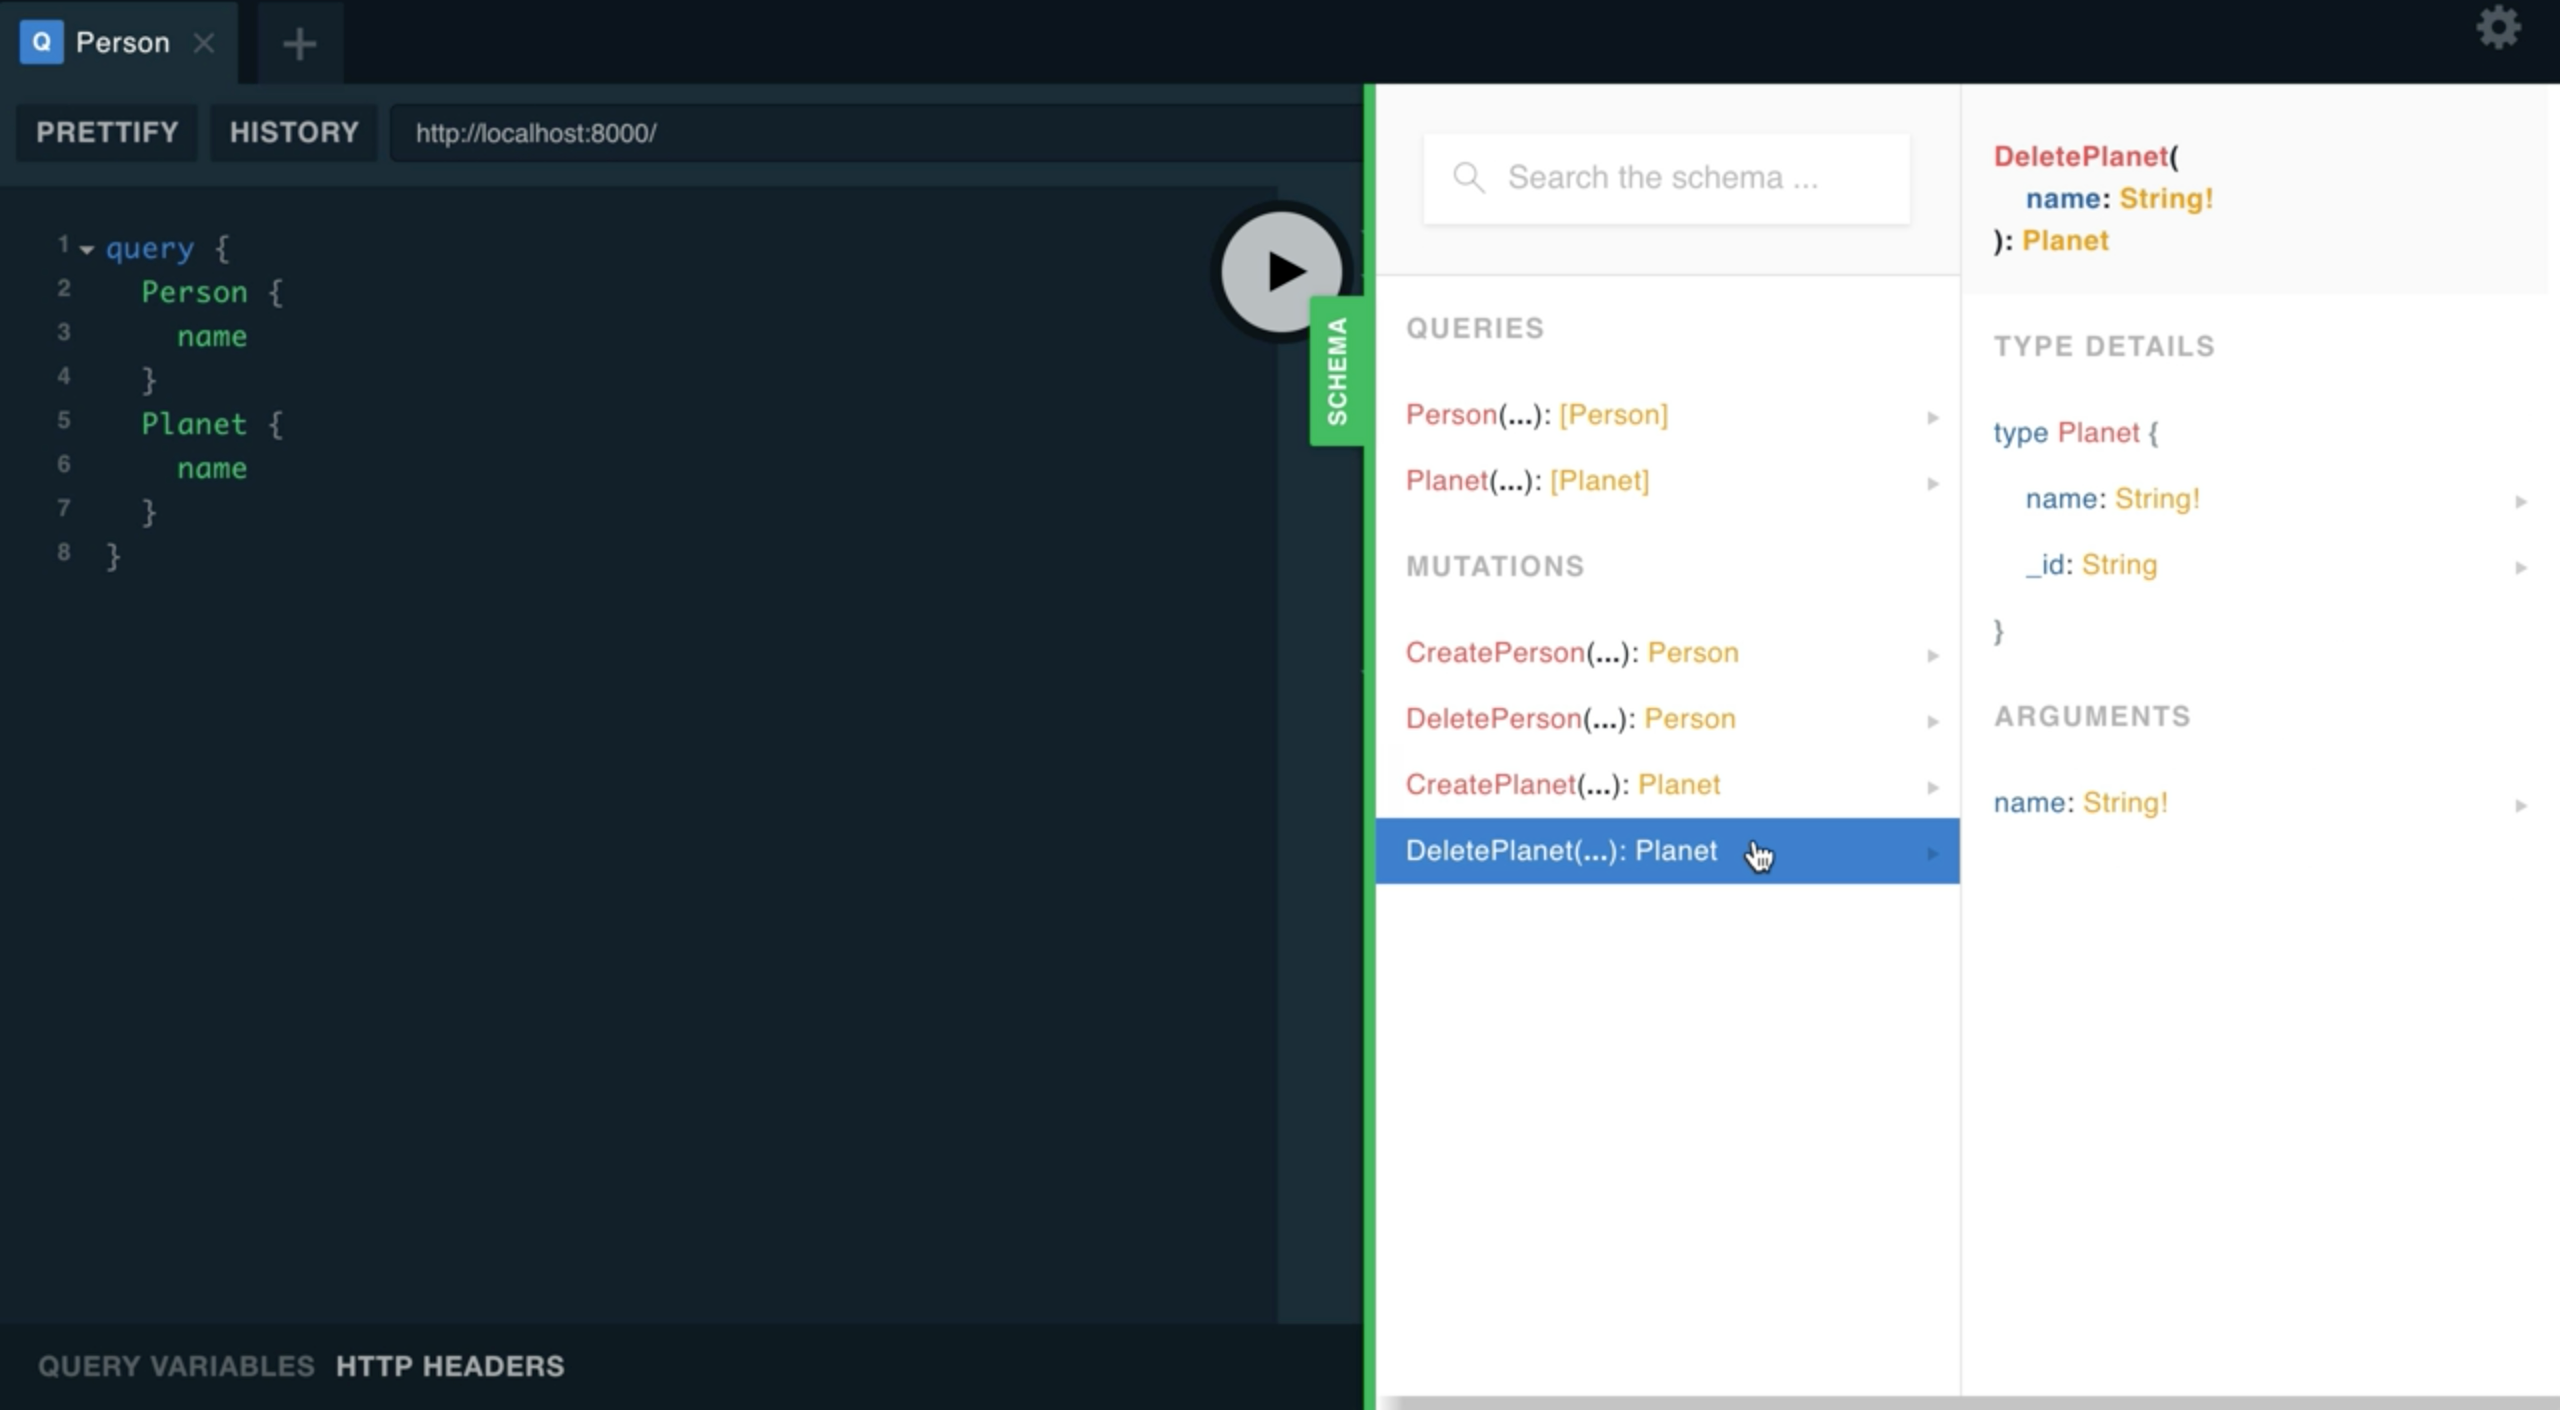 Q Person
PRETTIFY HISTORY http://localhost:8000/
1 query {
2 Person {
3 name
4 }
5 Planet {
6 name
7 }
8 }
QUERY VARIABLES HTTP HEADERS
SCHEMA
Search the schema ...
QUERIES
Person(...): [Person]
Planet(...): [Planet]
MUTATIONS
CreatePerson(...): Person
DeletePerson(...): Person
CreatePlanet(...): Planet
DeletePlanet(...): Planet
DeletePlanet(
name: String!
): Planet
TYPE DETAILS
type Planet {
name: String!
_id: String
}
ARGUMENTS
name: String!